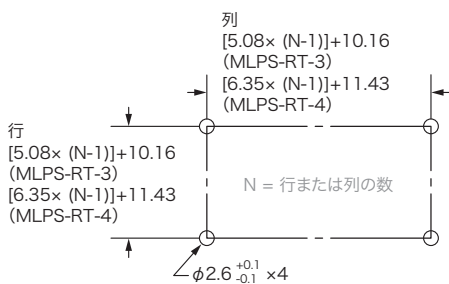 列
[5.08× (N-1)]+10.16
（MLPS-RT-3）
[6.35× (N-1)]+11.43
（MLPS-RT-4）
行
[5.08× (N-1)]+10.16
（MLPS-RT-3）
[6.35× (N-1)]+11.43
（MLPS-RT-4）
N = 行または列の数
φ2.6 +0.1 -0.1 ×4